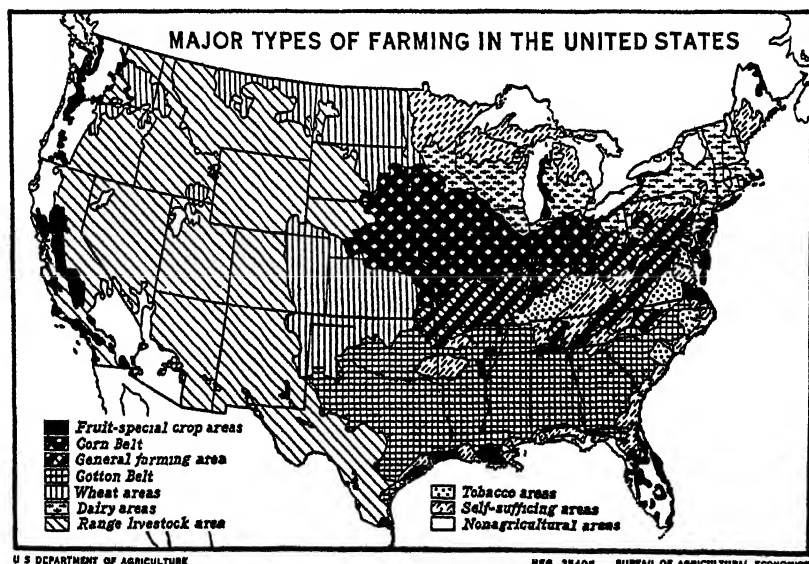 MAJOR TYPES OF FARMING IN THE UNITED STATES
Fruit-special crop areas
Corn Belt
General farming area
Cotton Belt
Wheat areas
Dairy areas
Range livestock area
Tobacco areas
Self-sufficing areas
Nonagricultural areas
U S DEPARTMENT OF AGRICULTURE
NEG. BUREAU OF AGRICULTURAL ECONOMICS